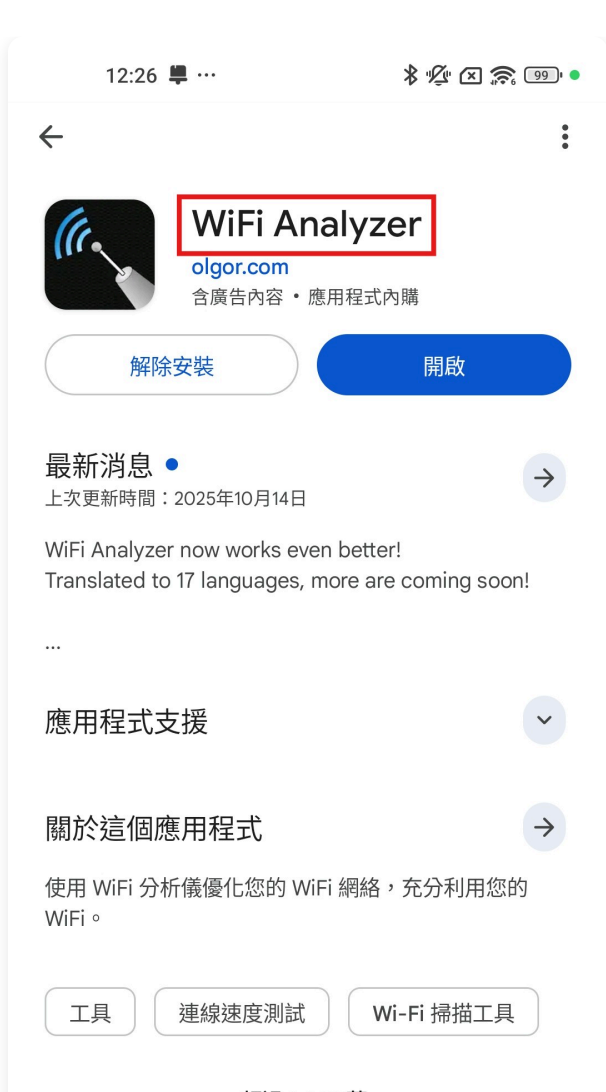 12:26
99
WiFi Analyzer
olgor.com
含廣告內容 • 應用程式內購
解除安裝
開啟
最新消息
上次更新時間：2025年10月14日
WiFi Analyzer now works even better!
Translated to 17 languages, more are coming soon!
...
應用程式支援
關於這個應用程式
使用 WiFi 分析儀優化您的 WiFi 網絡，充分利用您的
WiFi。
工具
連線速度測試
Wi-Fi 掃描工具